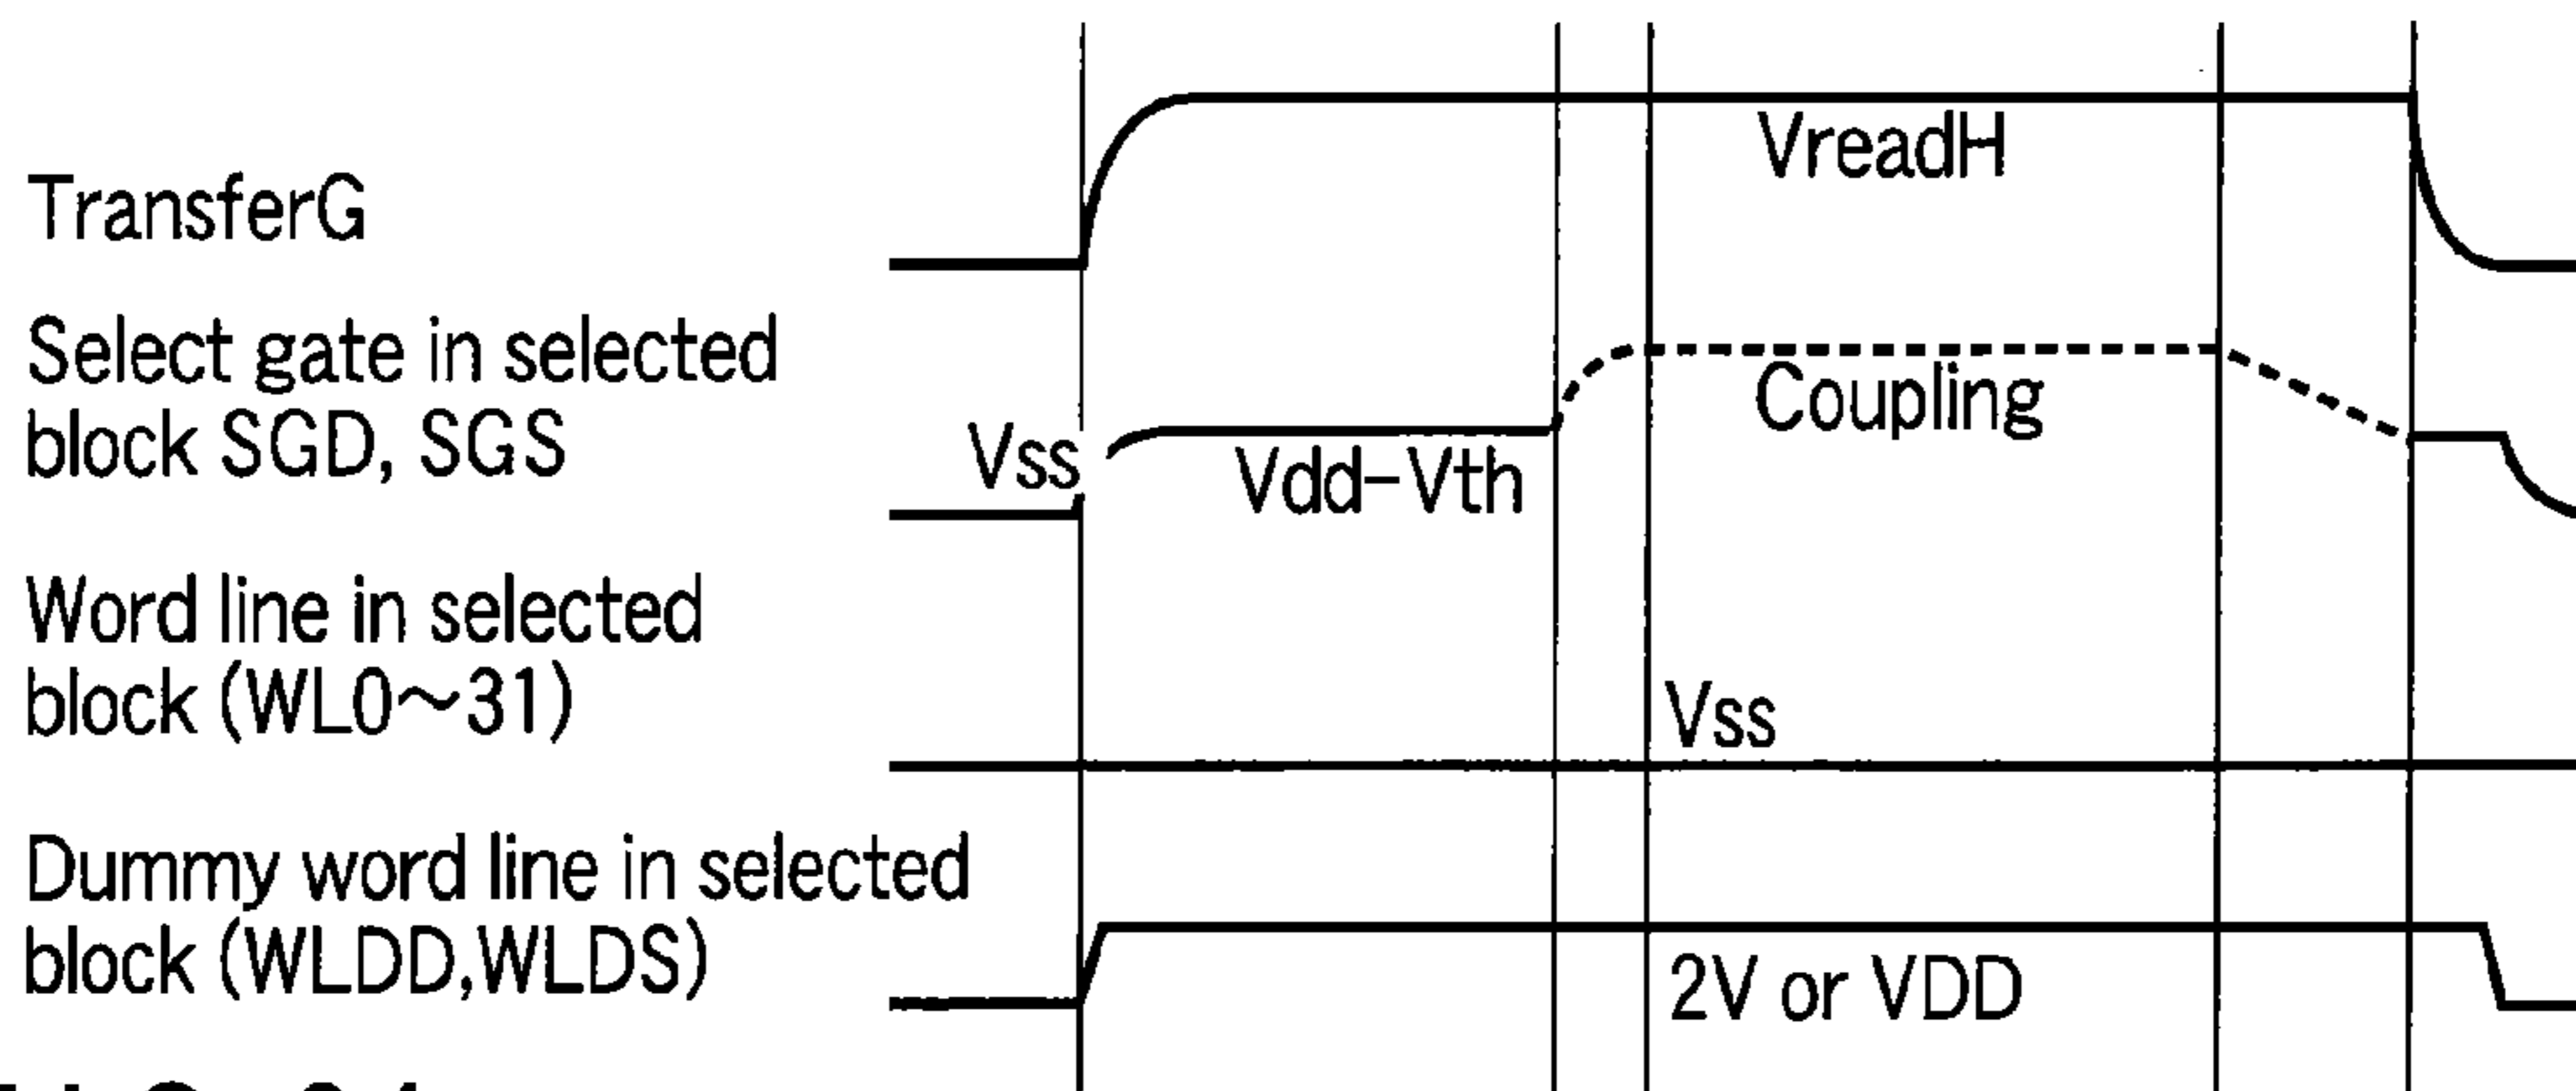 VreadH
TransferG
Select gate in selected
block SGD, SGS
Vss
Vdd-Vth
Coupling
Word line in selected
block (WL0～31)
Vss
Dummy word line in selected
block (WLDD,WLDS)
2V or VDD